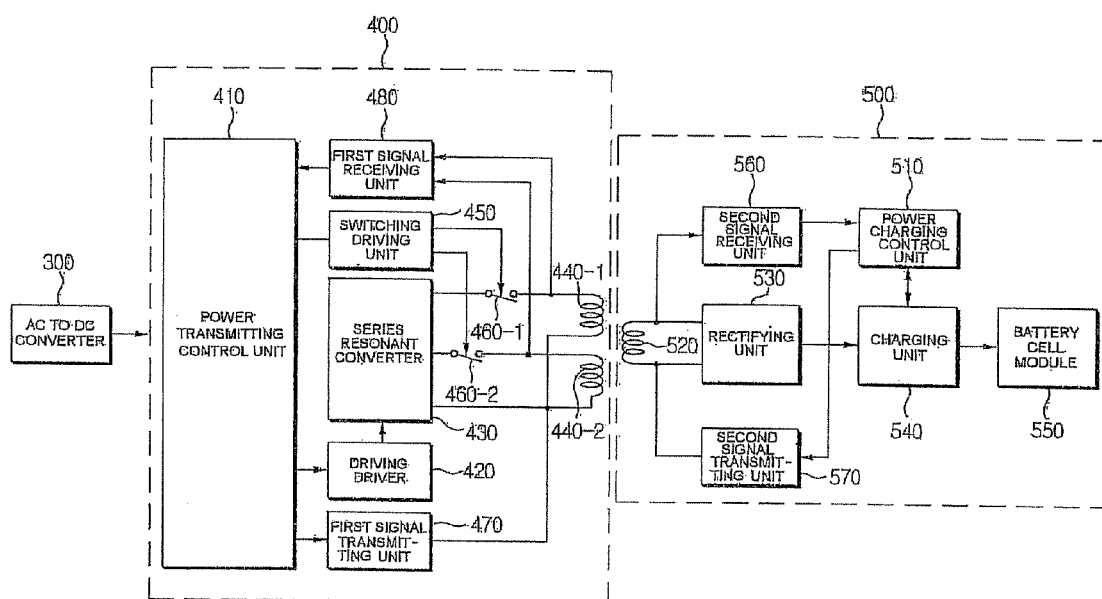 400
410
480
500
FIRST SIGNAL
RECEIVING
UNIT
560
510
450
SECOND
SIGNAL
RECEIVING
UNIT
POWER
CHARGING
CONTROL
UNIT
SWITCHING
DRIVING
UNIT
300
440-1
530
AC TO DC
CONVERTER
POWER
TRANSMITTING
CONTROL UNIT
SERIES
RESONANT
CONVERTER
460-1
520
RECTIFYING
UNIT
CHARGING
UNIT
BATTERY
CELL
MODULE
460-2
440-2
430
540
550
DRIVING
DRIVER
420
SECOND
SIGNAL
TRANSMIT-
TING UNIT
570
FIRST SIGNAL
TRANSMIT-
TING UNIT
470